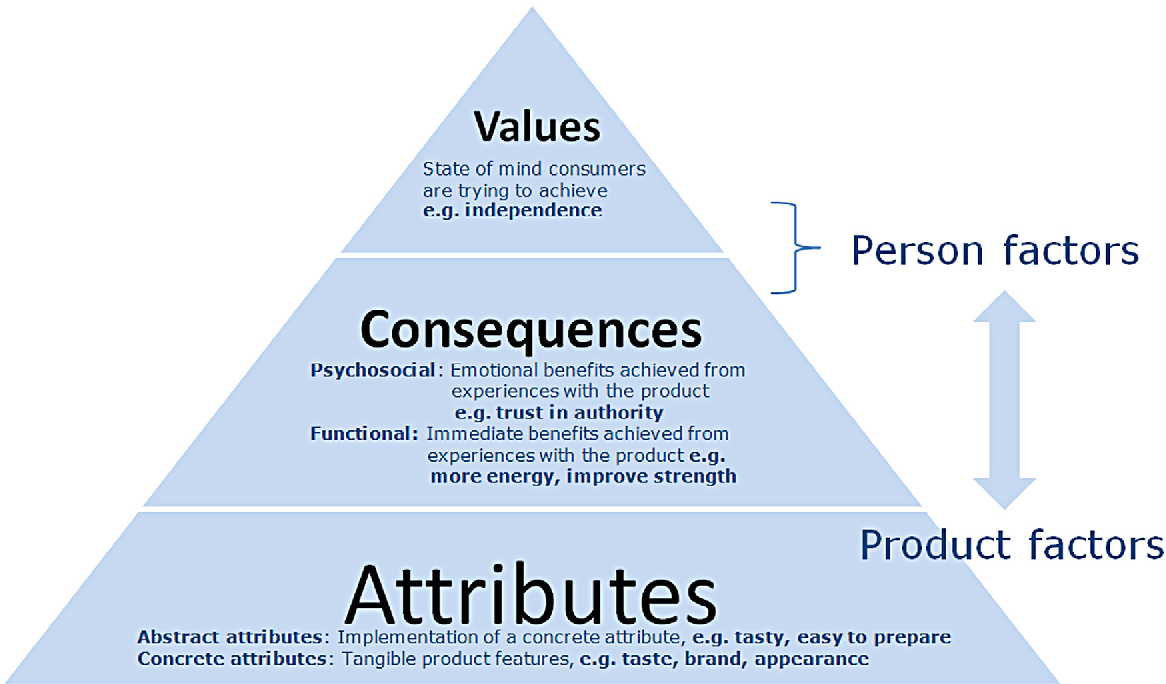 Values
State of mind consumers
are trying to achieve
e.g. independence
Person factors
Consequences
Psychosocial: Emotional benefits achieved from
experiences with the product
e.g. trust in authority
Functional: Immediate benefits achieved from
experiences with the product e.g.
more energy, improve strength
Product factors
Attributes
Abstract attributes: Implementation of a concrete attribute, e.g. tasty, easy to prepare
Concrete attributes: Tangible product features, e.g. taste, brand, appearance